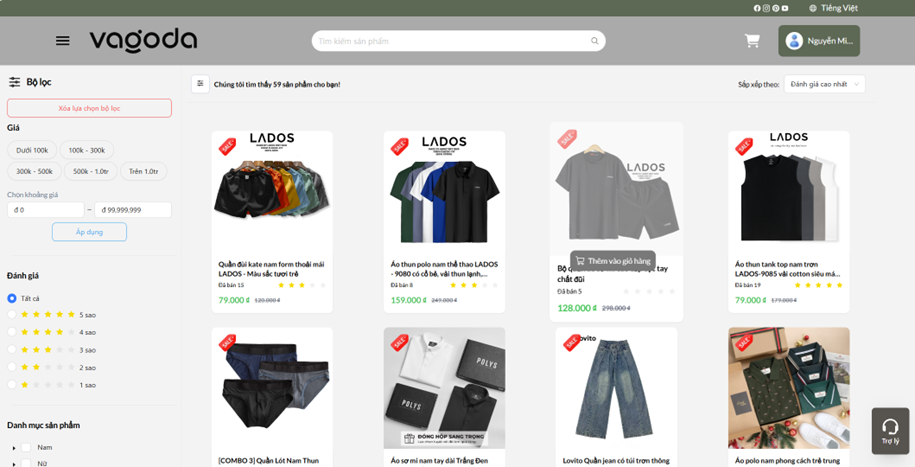 Tiếng Việt
vagoda
Tìm kiếm sản phẩm
Nguyễn Mi...
Bộ lọc
Xóa lựa chọn bộ lọc
Giá
Dưới 100k
100k - 300k
300k - 500k
500k - 1.0tr
Trên 1.0tr
Chọn khoảng giá
đ 0
–
đ 99,999,999
Áp dụng
Đánh giá
Tất cả
5 sao
4 sao
3 sao
2 sao
1 sao
Danh mục sản phẩm
Nam
Nữ
Chúng tôi tìm thấy 59 sản phẩm cho bạn!
Sắp xếp theo:
Đánh giá cao nhất
SALE
LADOS
Quần đùi kate nam form thoải mái
LADOS - Màu sắc tươi trẻ
Đã bán 15
79.000 ₫ 120.000 ₫
SALE
LADOS
Áo thun polo nam thể thao LADOS
- 9080 có cổ bẻ, vải thun lạnh,...
Đã bán 8
159.000 ₫ 249.000 ₫
SALE
LADOS
Thêm vào giỏ hàng
Bộ qu
tay
chất đũi
Đã bán 5
128.000 ₫ 298.000 ₫
SALE
LADOS
Áo thun tank top nam trơn
LADOS-9085 vải cotton siêu má...
Đã bán 19
79.000 ₫ 179.000 ₫
SALE
[COMBO 3] Quần Lót Nam Thun
SALE
POLYS
POLYS
POLYS
ĐÓNG HỘP SANG TRỌNG
Áo sơ mi nam tay dài Trắng Đen
SALE
Lovito
Lovito Quần jean có túi trơn thông
SALE
Áo polo nam phong cách trẻ trung
Trợ lý